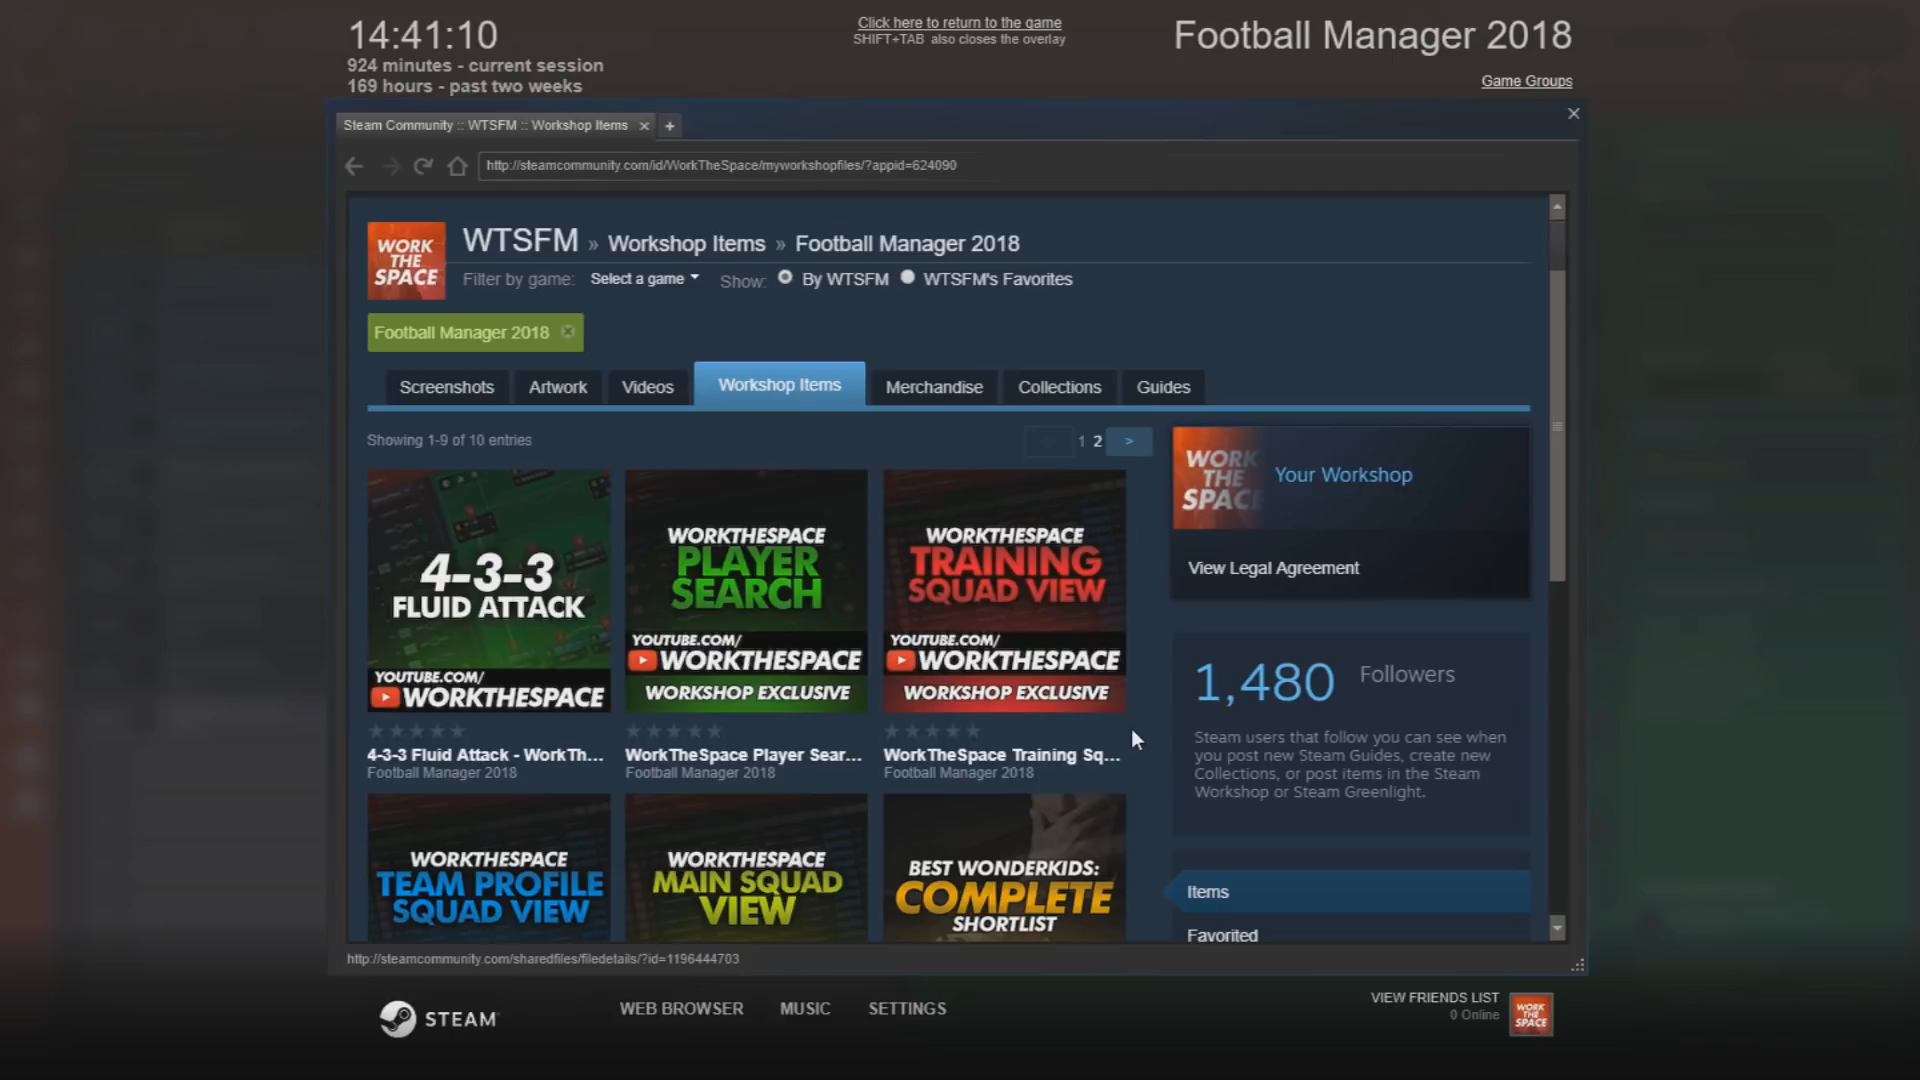 14:41:10
924 minutes - current session
169 hours - past two weeks
Click here to return to the game
SHIFT+TAB also closes the overlay
Football Manager 2018
Game Groups
Steam Community :: WTSFM :: Workshop Items
http://steamcommunity.com/id/WorkTheSpace/myworkshopfiles/?appid=624090
WORK
THE
SPACE
WTSFM » Workshop Items » Football Manager 2018
Filter by game: Select a game Show: By WTSFM WTSFM's Favorites
Football Manager 2018
Screenshots Artwork Videos Workshop Items Merchandise Collections Guides
Showing 1-9 of 10 entries
1 2 >
4-3-3
FLUID ATTACK
YOUTUBE.COM/
WORKTHESPACE
4-3-3 Fluid Attack - WorkTh...
Football Manager 2018
WORKTHESPACE
PLAYER
SEARCH
YOUTUBE.COM/
WORKTHESPACE
WORKSHOP EXCLUSIVE
WorkTheSpace Player Sear...
Football Manager 2018
WORKTHESPACE
TRAINING
SQUAD VIEW
YOUTUBE.COM/
WORKTHESPACE
WORKSHOP EXCLUSIVE
WorkTheSpace Training Sq...
Football Manager 2018
WORKTHESPACE
TEAM PROFILE
SQUAD VIEW
WORKTHESPACE
MAIN SQUAD
VIEW
BEST WONDERKIDS:
COMPLETE
SHORTLIST
WORK
THE
SPACE
Your Workshop
View Legal Agreement
1,480 Followers
Steam users that follow you can see when
you post new Steam Guides, create new
Collections, or post items in the Steam
Workshop or Steam Greenlight.
Items
Favorited
http://steamcommunity.com/sharedfiles/filedetails/?id=1196444703
STEAM
WEB BROWSER MUSIC SETTINGS
VIEW FRIENDS LIST
0 Online
WORK
THE
SPACE